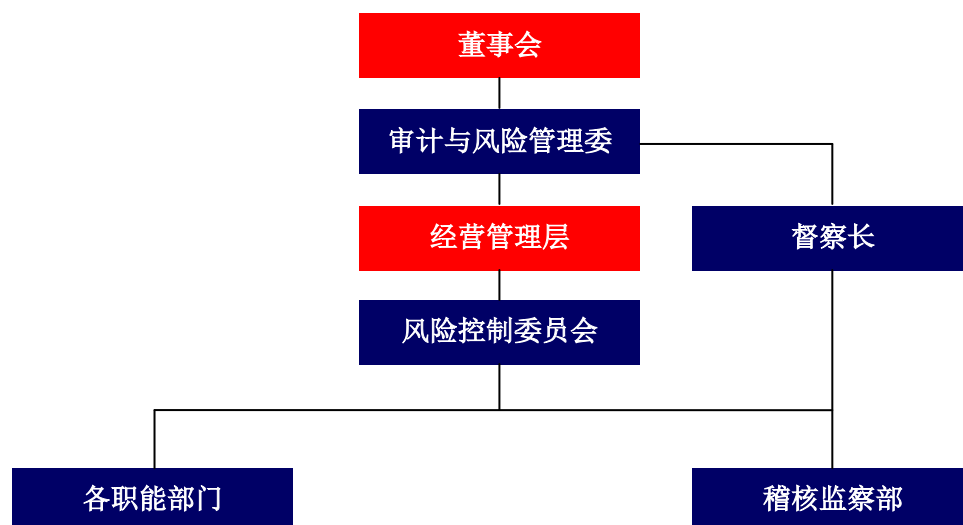 董事会
审计与风险管理委
经营管理层
督察长
风险控制委员会
各职能部门
稽核监察部